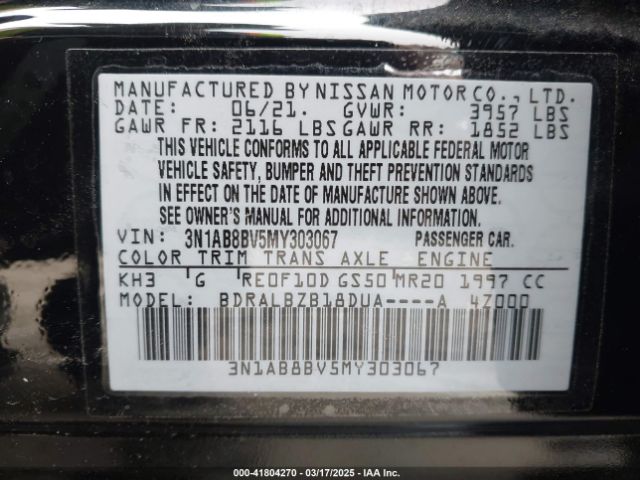 MANUFACTURED BY NISSAN MOTOR CO., LTD.
DATE: 06/21. GVWR: 3957 LBS
GAWR FR: 2116 LBS GAWR RR: 1852 LBS
THIS VEHICLE CONFORMS TO ALL APPLICABLE FEDERAL MOTOR
VEHICLE SAFETY, BUMPER AND THEFT PREVENTION STANDARDS
IN EFFECT ON THE DATE OF MANUFACTURE SHOWN ABOVE.
SEE OWNER'S MANUAL FOR ADDITIONAL INFORMATION.
VIN: 3N1AB8BV5MY303067 PASSENGER CAR.
COLOR TRIM TRANS AXLE ENGINE
KH3 G RE0F10D GS50 MR20 1997 CC
MODEL: BDRALBZB18DUA----A 4Z000
3N1AB8BV5MY303067
000-41804270 - 03/17/2025 - IAA Inc.